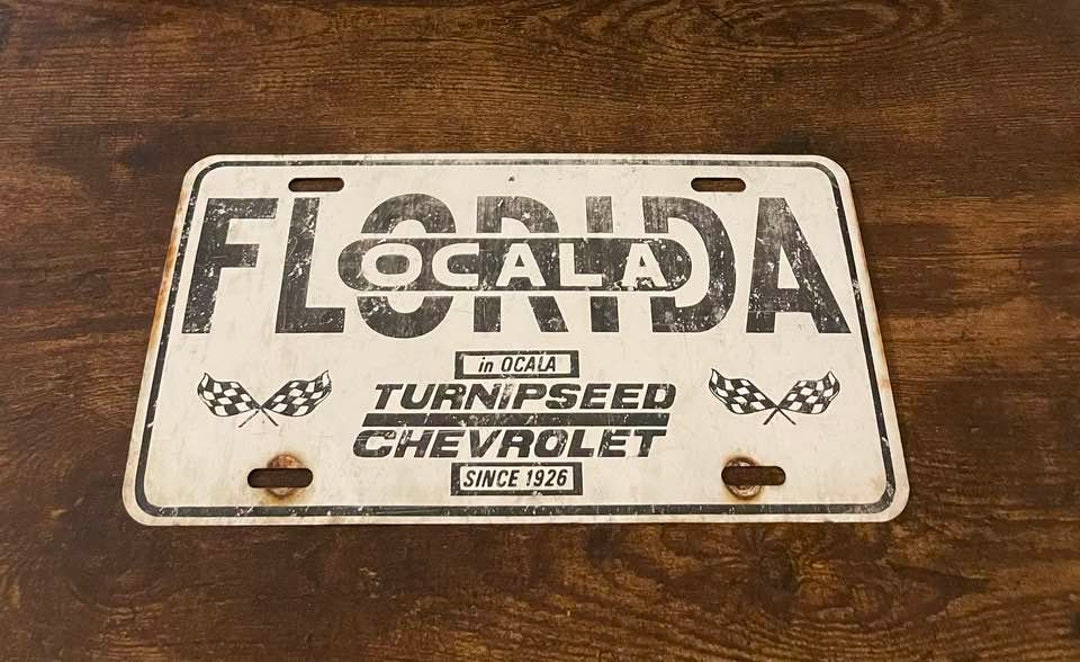 FLORIDA
OCALA
in OCALA
TURNIPSEED
CHEVROLET
SINCE 1926